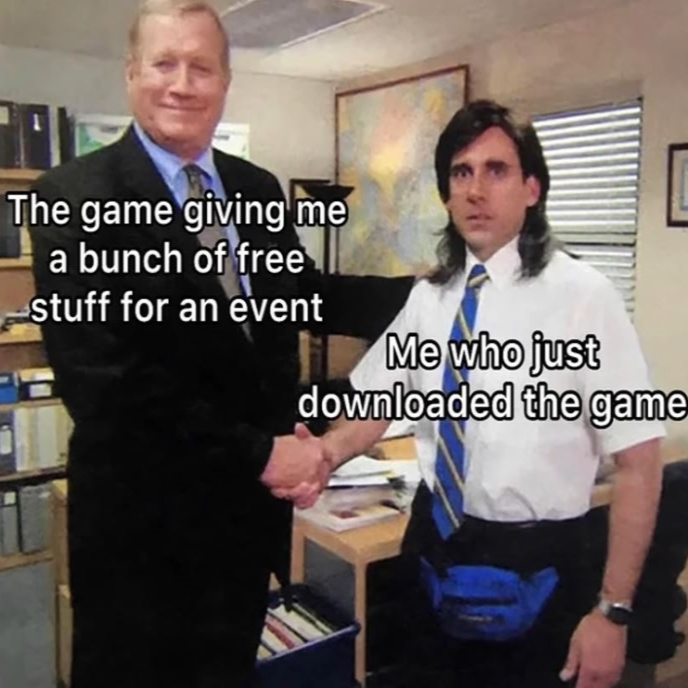 The game giving me
a bunch of free
stuff for an event
Me who just
downloaded the game